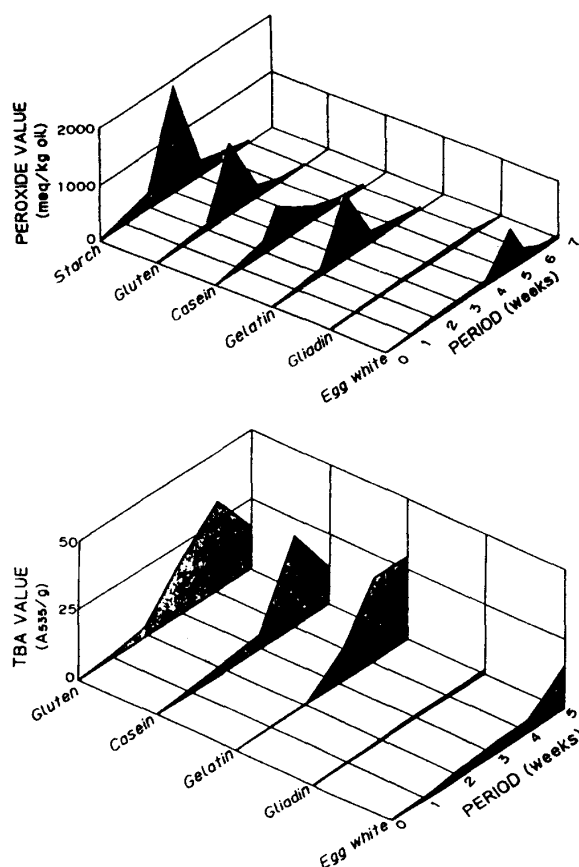 PEROXIDE VALUE
(meq/kg oil)
2000
1000
0
Starch
Gluten
Casein
Gelatin
Gliadin
Egg white
0 1 2 3 4 5 6 7
PERIOD (weeks)
TBA VALUE
(A535/g)
50
25
0
Gluten
Casein
Gelatin
Gliadin
Egg white
0 1 2 3 4 5
PERIOD (weeks)